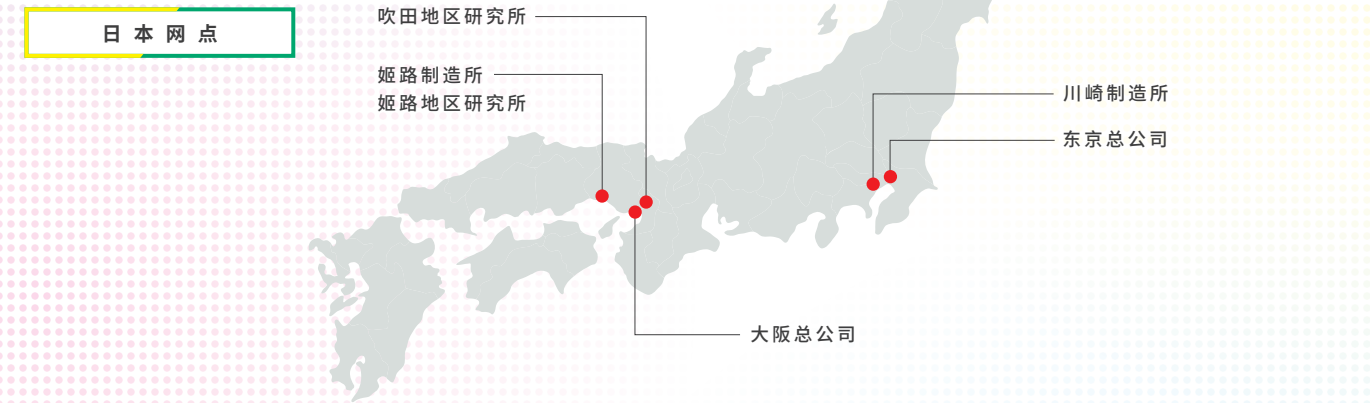 日本网点
吹田地区研究所
姬路制造所
姬路地区研究所
川崎制造所
东京总公司
大阪总公司